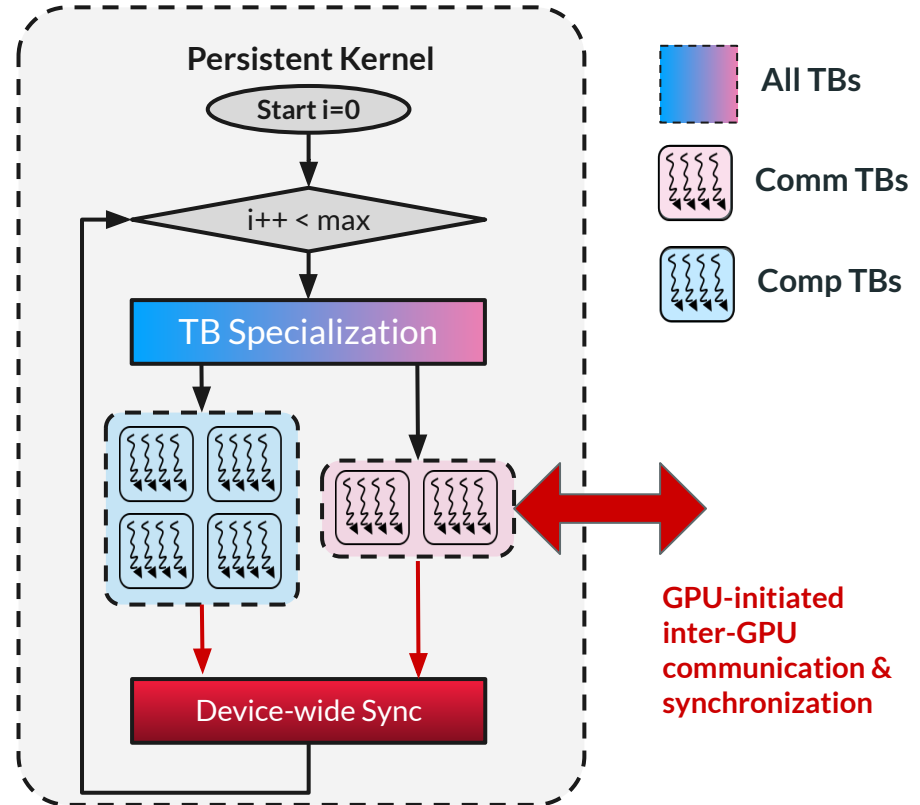 Persistent Kernel
Start i=0
i++ < max
TB Specialization
Device-wide Sync
All TBs
Comm TBs
Comp TBs
GPU-initiated
inter-GPU
communication &
synchronization